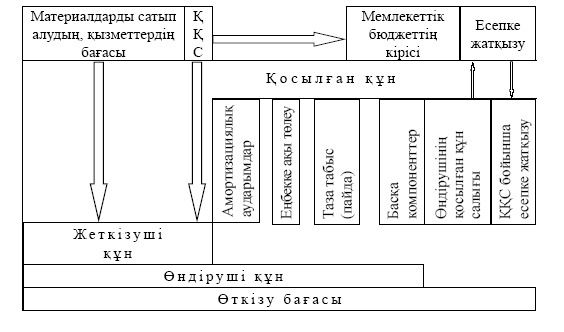 Материалдарды сатып
алудың, қызметтердің
бағасы
Қ
Қ
С
Мемлекеттік
бюджеттің
кірісі
Есепке
жатқызу
Қосылған құн
Амортизациялық
аударымдар
Еңбекке ақы төлеу
Таза табыс
(пайда)
Басқа
компоненттер
Өндірушінің
қосылған құн
салығы
ҚҚС бойынша
есепке жатқызу
Жеткізуші
құн
Өндіруші құн
Өткізу бағасы